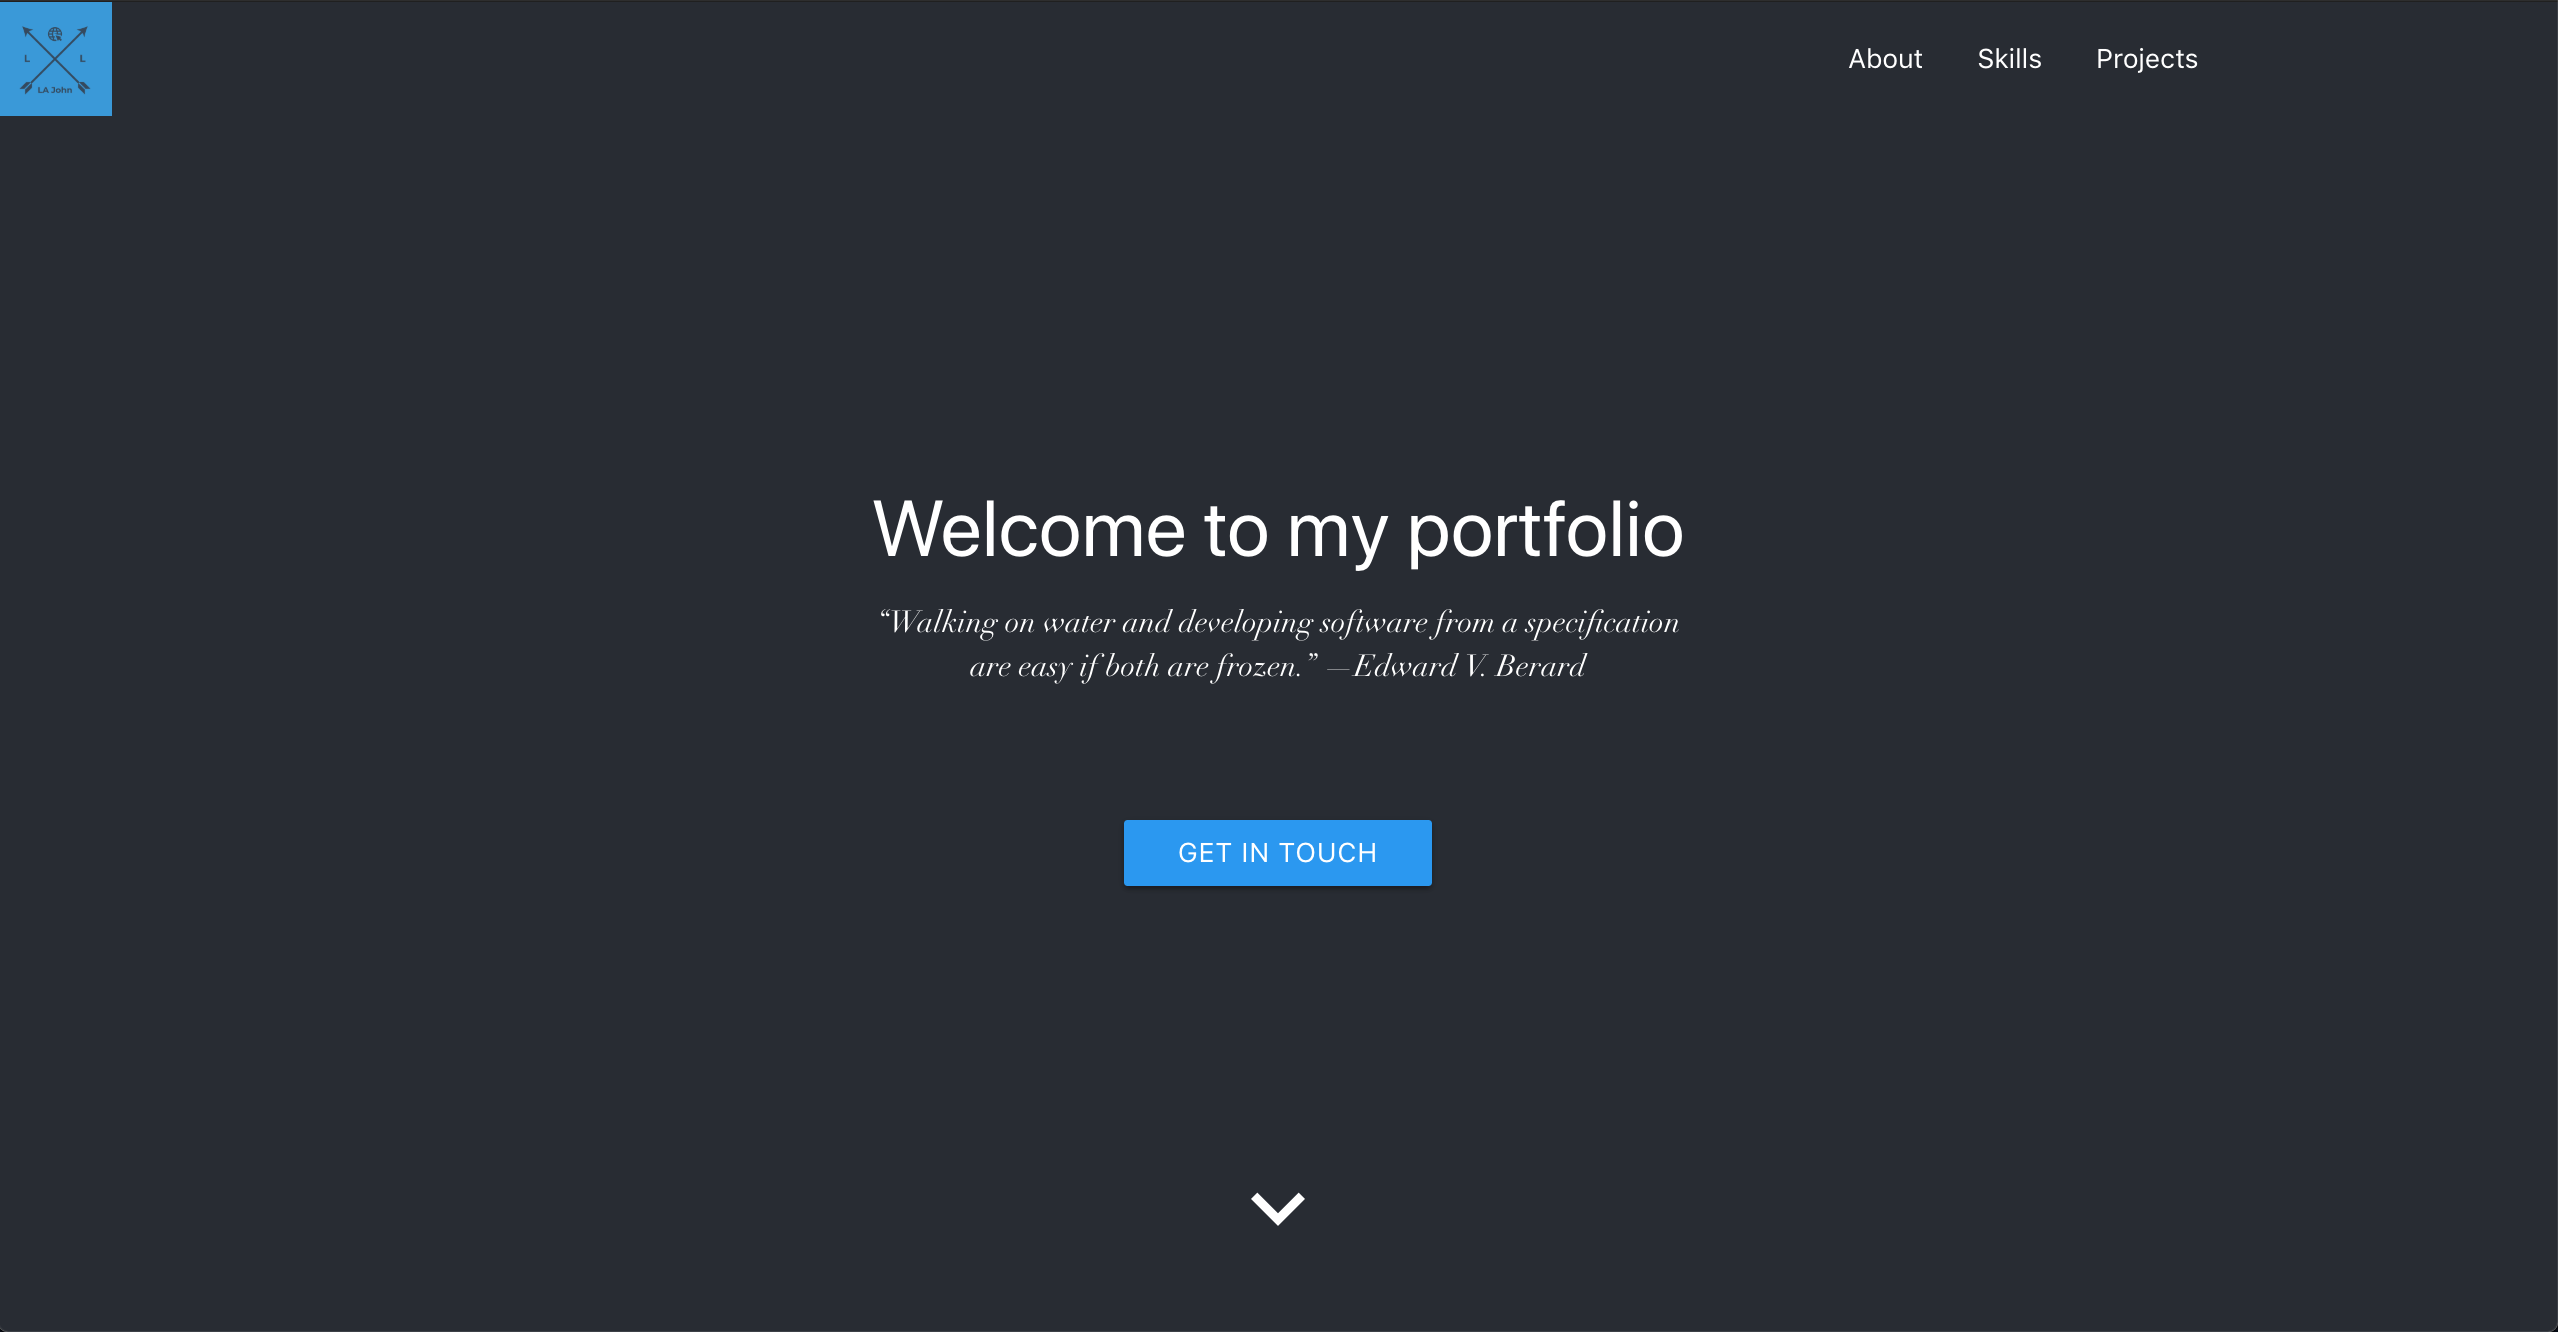 L L
LA John
About Skills Projects
Welcome to my portfolio
“Walking on water and developing software from a specification
are easy if both are frozen.” —Edward V. Berard
GET IN TOUCH